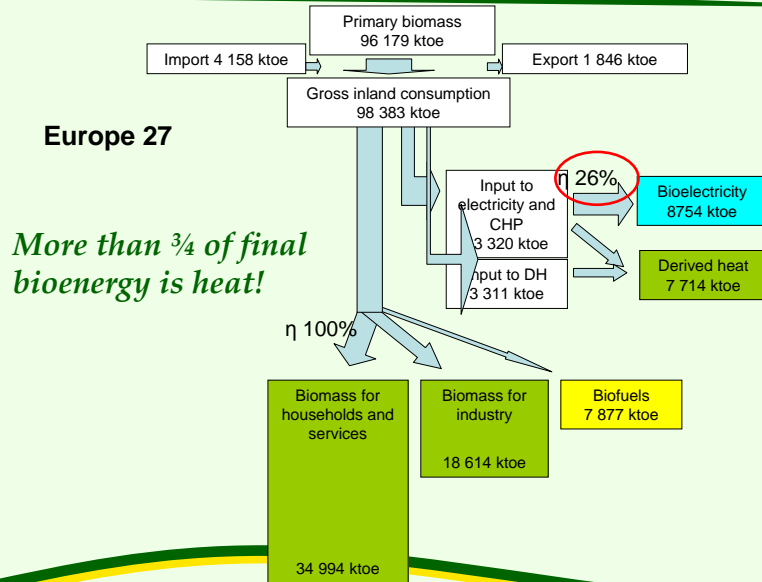 Primary biomass
96 179 ktoe
Import 4 158 ktoe
Export 1 846 ktoe
Gross inland consumption
98 383 ktoe
Europe 27
η 26%
Input to
electricity and
CHP
3 320 ktoe
Bioelectricity
8754 ktoe
More than ¾ of final
bioenergy is heat!
Input to DH
3 311 ktoe
Derived heat
7 714 ktoe
η 100%
Biomass for
households and
services
34 994 ktoe
Biomass for
industry
18 614 ktoe
Biofuels
7 877 ktoe